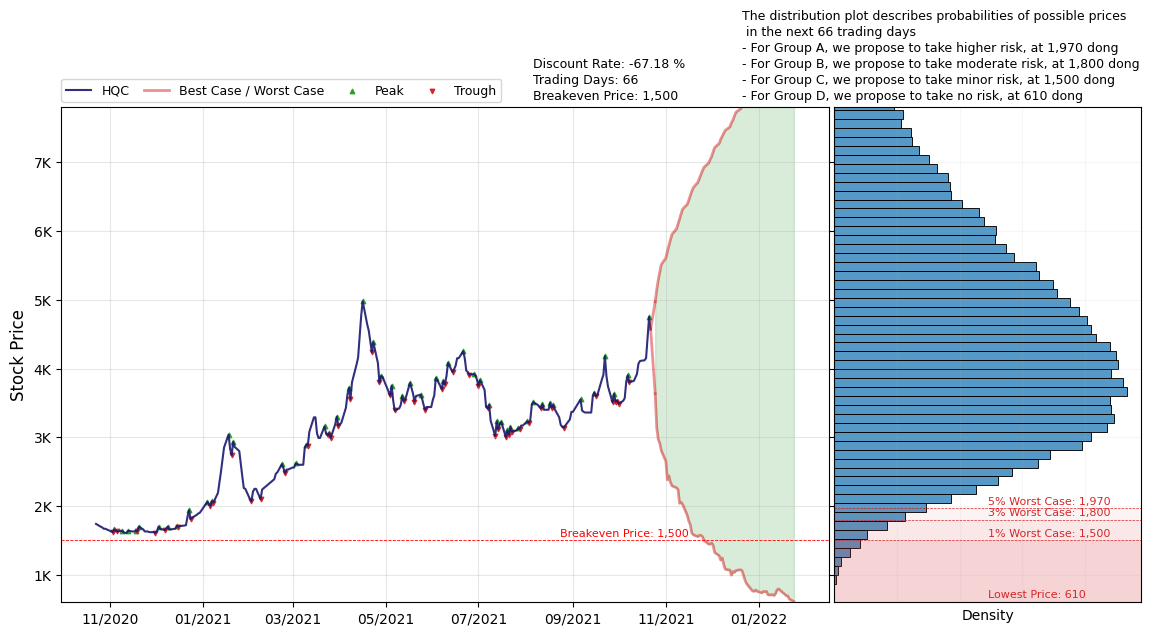 The distribution plot describes probabilities of possible prices
in the next 66 trading days
- For Group A, we propose to take higher risk, at 1,970 dong
- For Group B, we propose to take moderate risk, at 1,800 dong
- For Group C, we propose to take minor risk, at 1,500 dong
- For Group D, we propose to take no risk, at 610 dong
Discount Rate: -67.18 %
Trading Days: 66
Breakeven Price: 1,500
HQC
Best Case / Worst Case
Peak
Trough
Stock Price
7K
6K
5K
4K
3K
2K
1K
Breakeven Price: 1,500
11/2020
01/2021
03/2021
05/2021
07/2021
09/2021
11/2021
01/2022
5% Worst Case: 1,970
3% Worst Case: 1,800
1% Worst Case: 1,500
Lowest Price: 610
Density